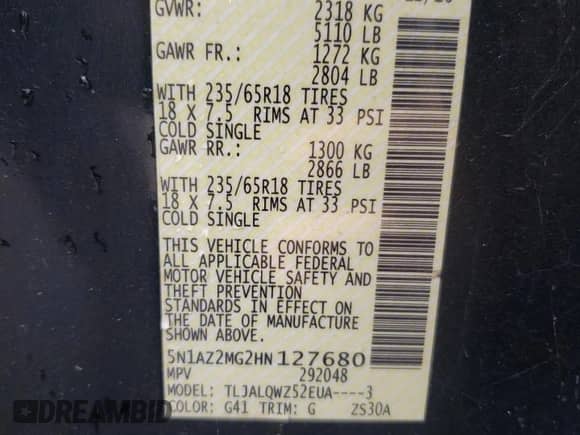 GVWR: 2318 KG
5110 LB
GAWR FR.: 1272 KG
2804 LB
WITH 235/65R18 TIRES
18 X 7.5 RIMS AT 33 PSI
COLD SINGLE
GAWR RR.: 1300 KG
2866 LB
WITH 235/65R18 TIRES
18 X 7.5 RIMS AT 33 PSI
COLD SINGLE
THIS VEHICLE CONFORMS TO
ALL APPLICABLE FEDERAL
MOTOR VEHICLE SAFETY AND
THEFT PREVENTION
STANDARDS IN EFFECT ON
THE DATE OF MANUFACTURE
SHOWN ABOVE.
5N1AZ2MG2HN127680
MPV 292048
MODEL: TLJALQWZ52EUA----3
COLOR: G41 TRIM: G ZS30A
EPICBID